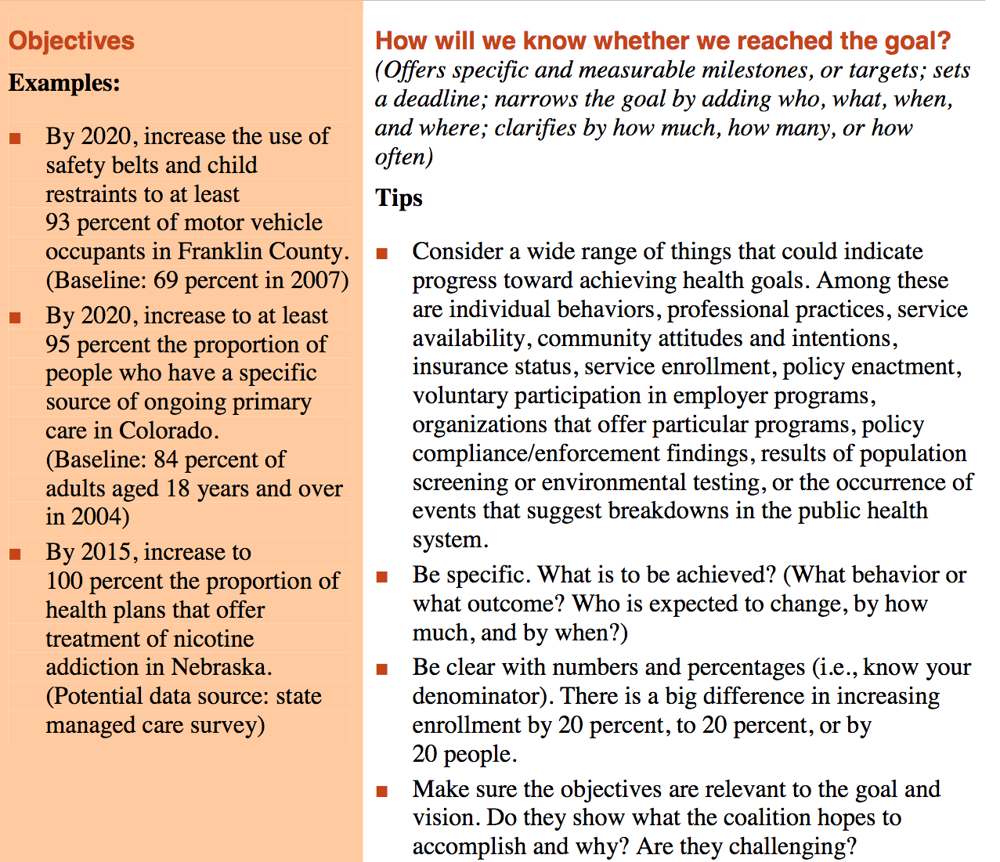 Objectives
Examples:
■ By 2020, increase the use of
safety belts and child
restraints to at least
93 percent of motor vehicle
occupants in Franklin County.
(Baseline: 69 percent in 2007)
■ By 2020, increase to at least
95 percent the proportion of
people who have a specific
source of ongoing primary
care in Colorado.
(Baseline: 84 percent of
adults aged 18 years and over
in 2004)
■ By 2015, increase to
100 percent the proportion of
health plans that offer
treatment of nicotine
addiction in Nebraska.
(Potential data source: state
managed care survey)
How will we know whether we reached the goal?
(Offers specific and measurable milestones, or targets; sets
a deadline; narrows the goal by adding who, what, when,
and where; clarifies by how much, how many, or how
often)
Tips
■ Consider a wide range of things that could indicate
progress toward achieving health goals. Among these
are individual behaviors, professional practices, service
availability, community attitudes and intentions,
insurance status, service enrollment, policy enactment,
voluntary participation in employer programs,
organizations that offer particular programs, policy
compliance/enforcement findings, results of population
screening or environmental testing, or the occurrence of
events that suggest breakdowns in the public health
system.
■ Be specific. What is to be achieved? (What behavior or
what outcome? Who is expected to change, by how
much, and by when?)
■ Be clear with numbers and percentages (i.e., know your
denominator). There is a big difference in increasing
enrollment by 20 percent, to 20 percent, or by
20 people.
■ Make sure the objectives are relevant to the goal and
vision. Do they show what the coalition hopes to
accomplish and why? Are they challenging?